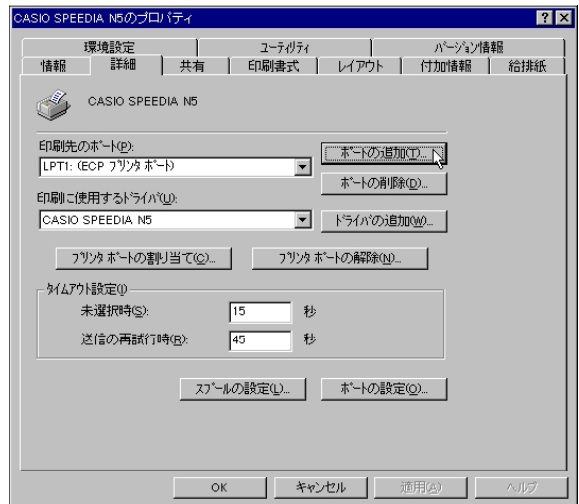 CASIO SPEEDIA N5のプロパティ
環境設定 ユーティリティ バージョン情報
情報 詳細 共有 印刷書式 レイアウト 付加情報 給排紙
CASIO SPEEDIA N5
印刷先のポート(P):
LPT1: (ECP プリンタ ポート)
ポートの追加(T)...
ポートの削除(D)...
印刷に使用するドライバ(U):
CASIO SPEEDIA N5
ドライバの追加(W)...
プリンタ ポートの割り当て(C)... プリンタ ポートの解除(N)...
タイムアウト設定(I)
未選択時(S): 15 秒
送信の再試行時(R): 45 秒
スプールの設定(L)... ポートの設定(O)...
OK キャンセル 適用(A) ヘルプ